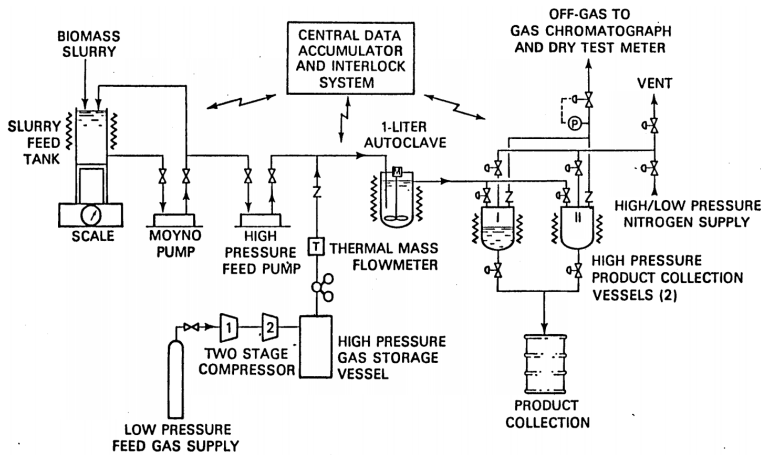 OFF-GAS TO
GAS CHROMATOGRAPH
AND DRY TEST METER
BIOMASS
SLURRY
CENTRAL DATA
ACCUMULATOR
AND INTERLOCK
SYSTEM
VENT
SLURRY
FEED
TANK
1-LITER
AUTOCLAVE
P
M
I
II
HIGH/LOW PRESSURE
NITROGEN SUPPLY
SCALE
MOYNO
PUMP
HIGH
PRESSURE
FEED PUMP
T
THERMAL MASS
FLOWMETER
HIGH PRESSURE
PRODUCT COLLECTION
VESSELS (2)
1
2
TWO STAGE
COMPRESSOR
HIGH PRESSURE
GAS STORAGE
VESSEL
LOW PRESSURE
FEED GAS SUPPLY
PRODUCT
COLLECTION